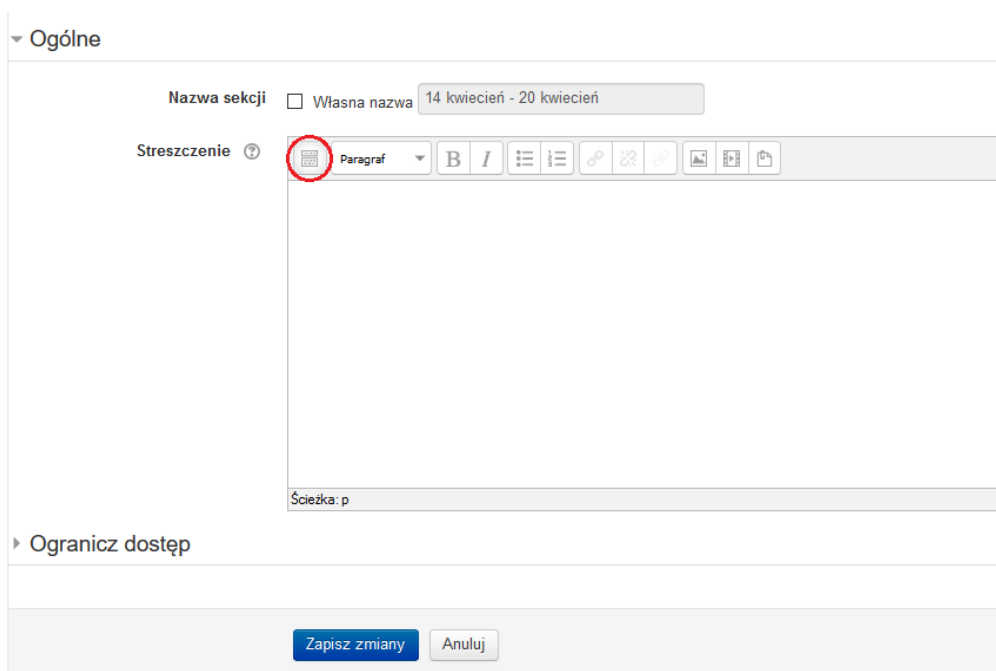 Ogólne
Nazwa sekcji Własna nazwa 14 kwiecień - 20 kwiecień
Streszczenie ? Paragraf B I
Ścieżka: p
Ogranicz dostęp
Zapisz zmiany Anuluj